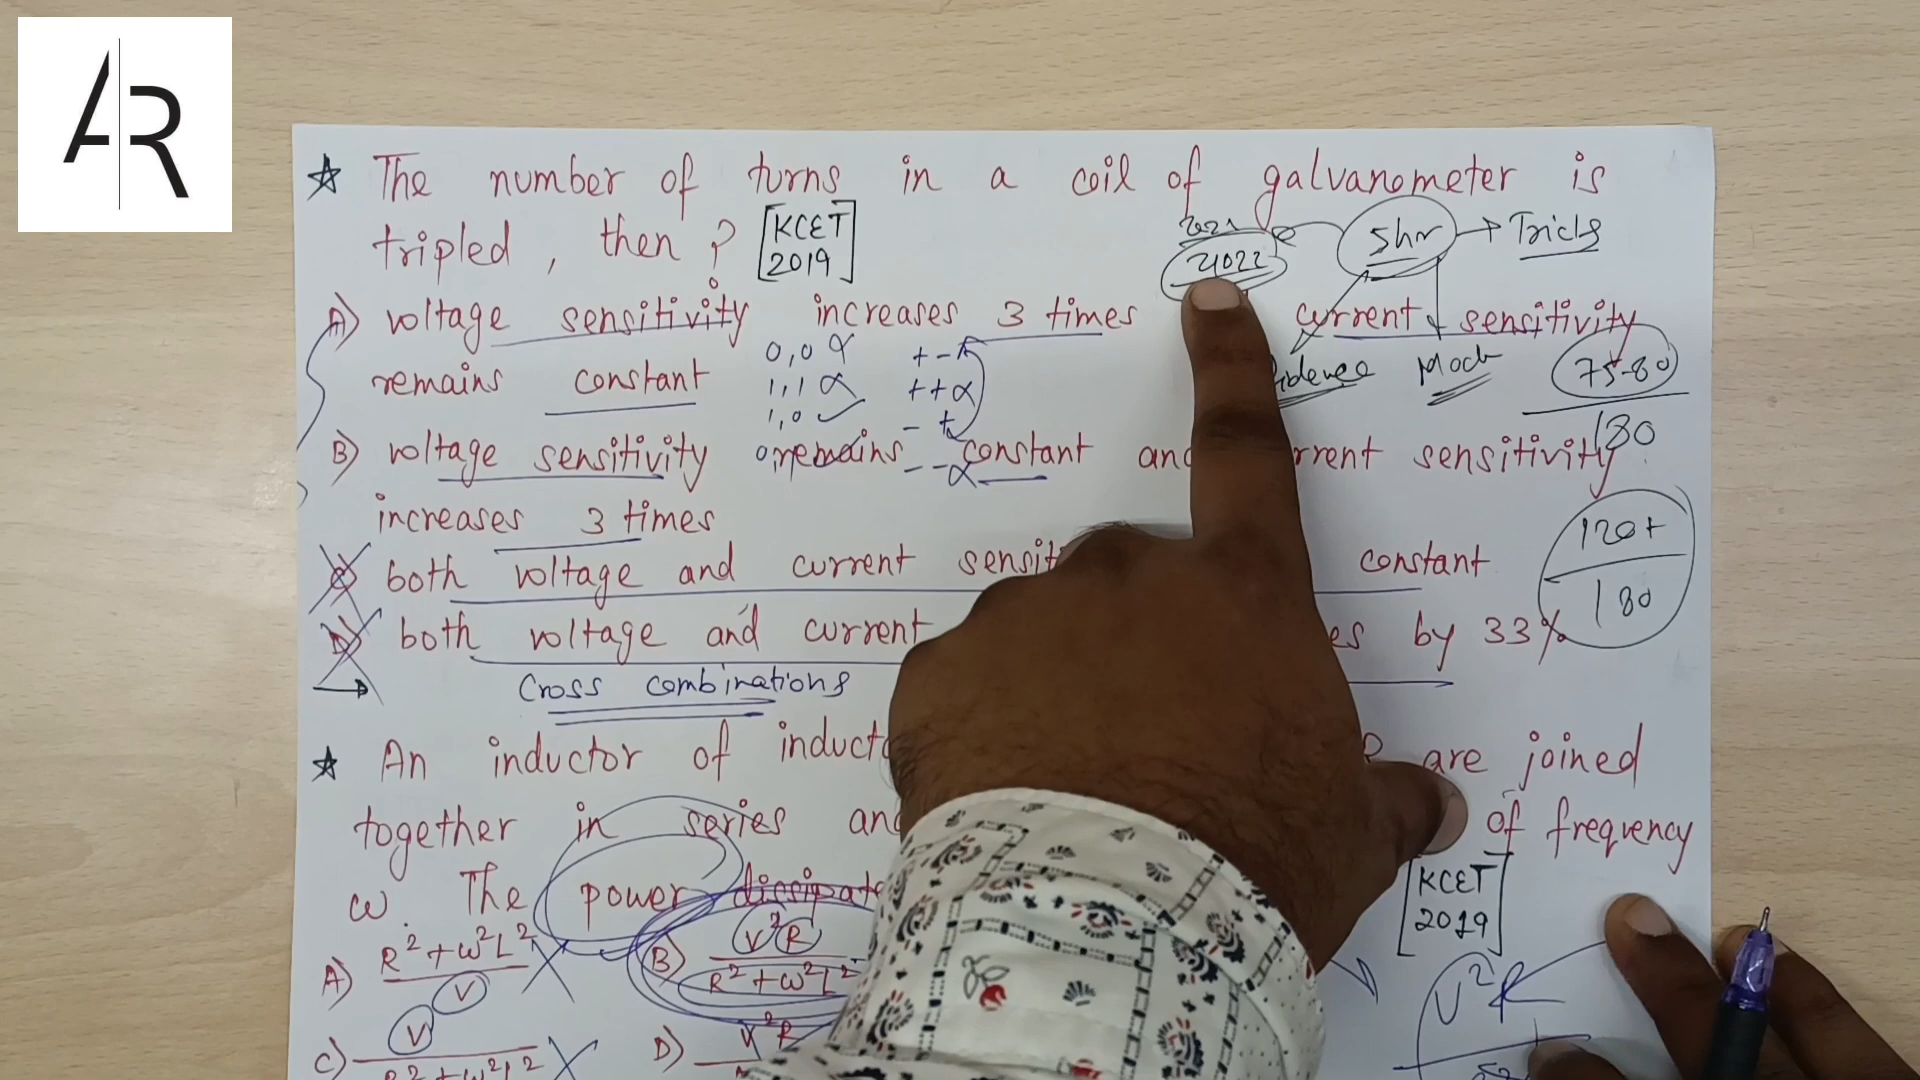 AR
☆ The number of turns in a coil of galvanometer is
tripled, then ? [KCET 2019]
2021
5hr → Tricks
A) voltage sensitivity increases 3 times current sensitivity
remains constant
0,0 ×
1,1 ×
1,0 ✓
+ -
+ + ×
- +
- - ×
Mock
75-80
180
B) voltage sensitivity remains constant and current sensitivity
increases 3 times
120+
180
C) both voltage and current constant
D) both voltage and current by 33%
→ Cross combinations
☆ An inductor of are joined
together in series of frequency
ω. The power
[KCET 2019]
A) R²+ω²L² / V
B) V²R / R²+ω²L²
C) V / R²+ω²L²
D) V²R
V²R